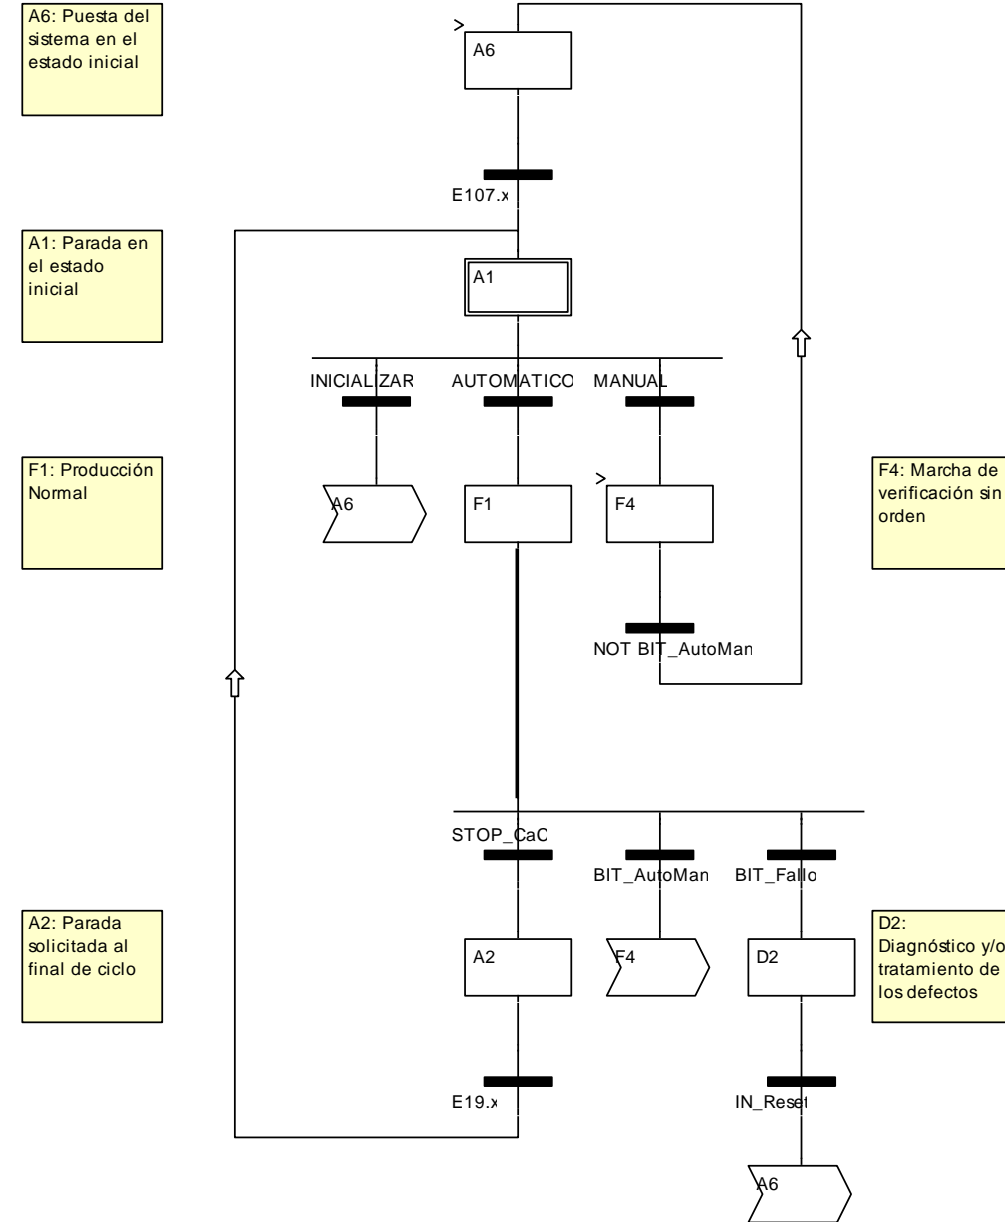 A6: Puesta del
sistema en el
estado inicial
>
A6
E107.x
A1: Parada en
el estado
inicial
A1
INICIALIZAR
AUTOMATICO
MANUAL
F1: Producción
Normal
A6
F1
>
F4
F4: Marcha de
verificación sin
orden
NOT BIT_AutoMan
STOP_CaC
BIT_AutoMan
BIT_Fallo
A2: Parada
solicitada al
final de ciclo
A2
F4
D2
D2:
Diagnóstico y/o
tratamiento de
los defectos
E19.x
IN_Reset
A6